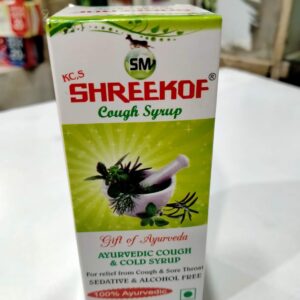 SM
KC.S
SHREEKOF®
Cough Syrup
Gift of Ayurveda
AYURVEDIC COUGH
& COLD SYRUP
For relief from Cough & Sore Throat
SEDATIVE & ALCOHOL FREE
100% Ayurvedic